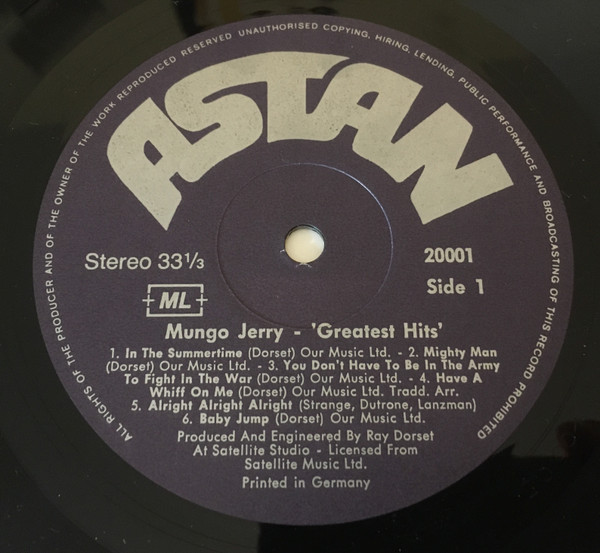 ALL RIGHTS OF THE PRODUCER AND OF THE OWNER OF THE WORK REPRODUCED RESERVED UNAUTHORISED COPYING, HIRING, LENDING, PUBLIC PERFORMANCE AND BROADCASTING OF THIS RECORD PROHIBITED
ASTAN
Stereo 33⅓
20001
Side 1
ML
Mungo Jerry - 'Greatest Hits'
1. In The Summertime (Dorset) Our Music Ltd. - 2. Mighty Man
(Dorset) Our Music Ltd. - 3. You Don't Have To Be In The Army
To Fight In The War (Dorset) Our Music Ltd. - 4. Have A
Whiff On Me (Dorset) Our Music Ltd. Tradd. Arr.
5. Alright Alright Alright (Strange, Dutrone, Lanzman)
6. Baby Jump (Dorset) Our Music Ltd.
Produced And Engineered By Ray Dorset
At Satellite Studio - Licensed From
Satellite Music Ltd.
Printed in Germany